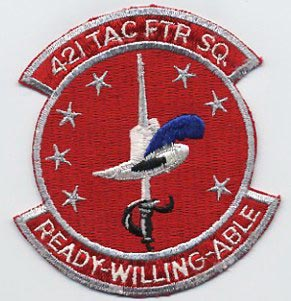 421 TAC FTR SQ.
READY-WILLING-ABLE